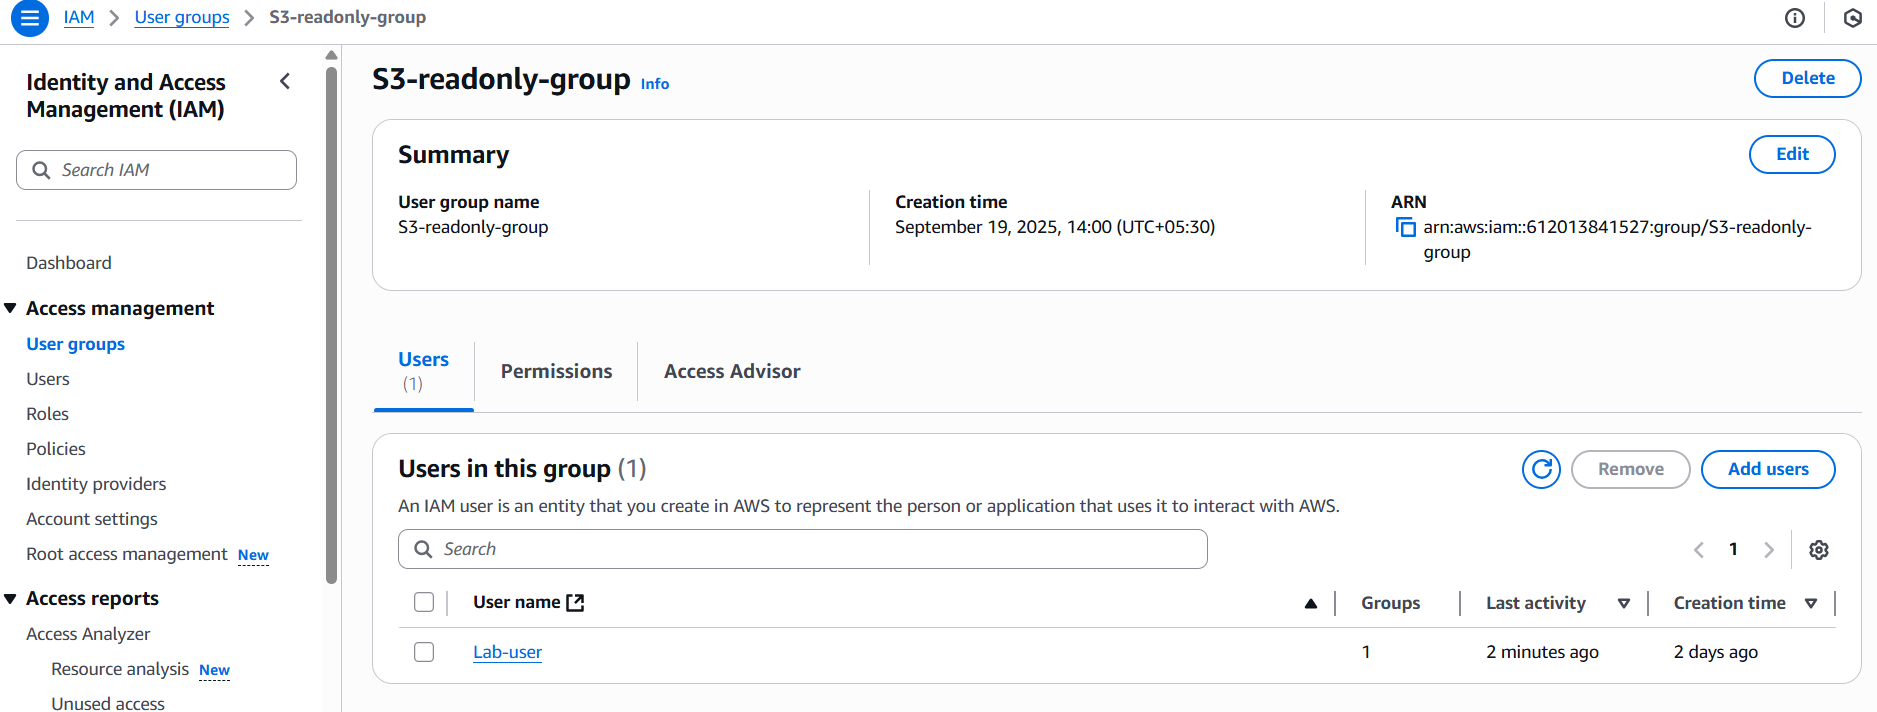 IAM > User groups > S3-readonly-group
Identity and Access
Management (IAM)
Search IAM
Dashboard
Access management
User groups
Users
Roles
Policies
Identity providers
Account settings
Root access management New
Access reports
Access Analyzer
Resource analysis New
Unused access
S3-readonly-group Info
Delete
Summary
Edit
User group name
S3-readonly-group
Creation time
September 19, 2025, 14:00 (UTC+05:30)
ARN
arn:aws:iam::612013841527:group/S3-readonly-
group
Users
(1)
Permissions
Access Advisor
Users in this group (1)
Remove
Add users
An IAM user is an entity that you create in AWS to represent the person or application that uses it to interact with AWS.
Search
1
User name Groups Last activity Creation time
Lab-user 1 2 minutes ago 2 days ago